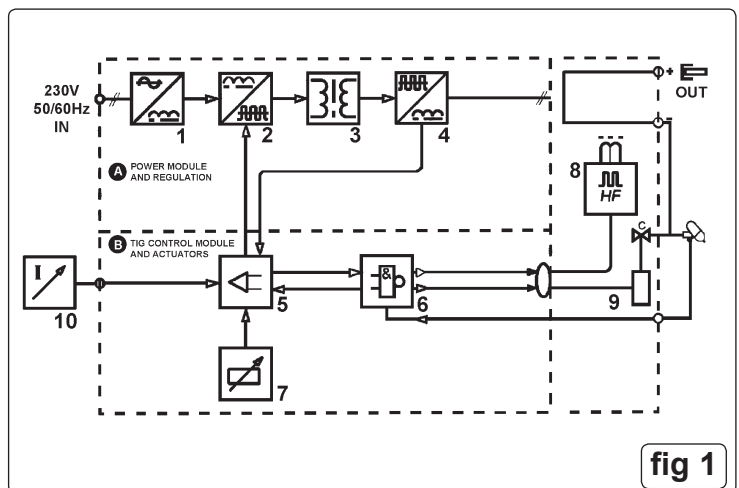 230V
50/60Hz
IN
1
2
3
4
+
OUT
-
A POWER MODULE
AND REGULATION
8
HF
B TIG CONTROL MODULE
AND ACTUATORS
C
I
10
5
&
6
9
7
fig 1